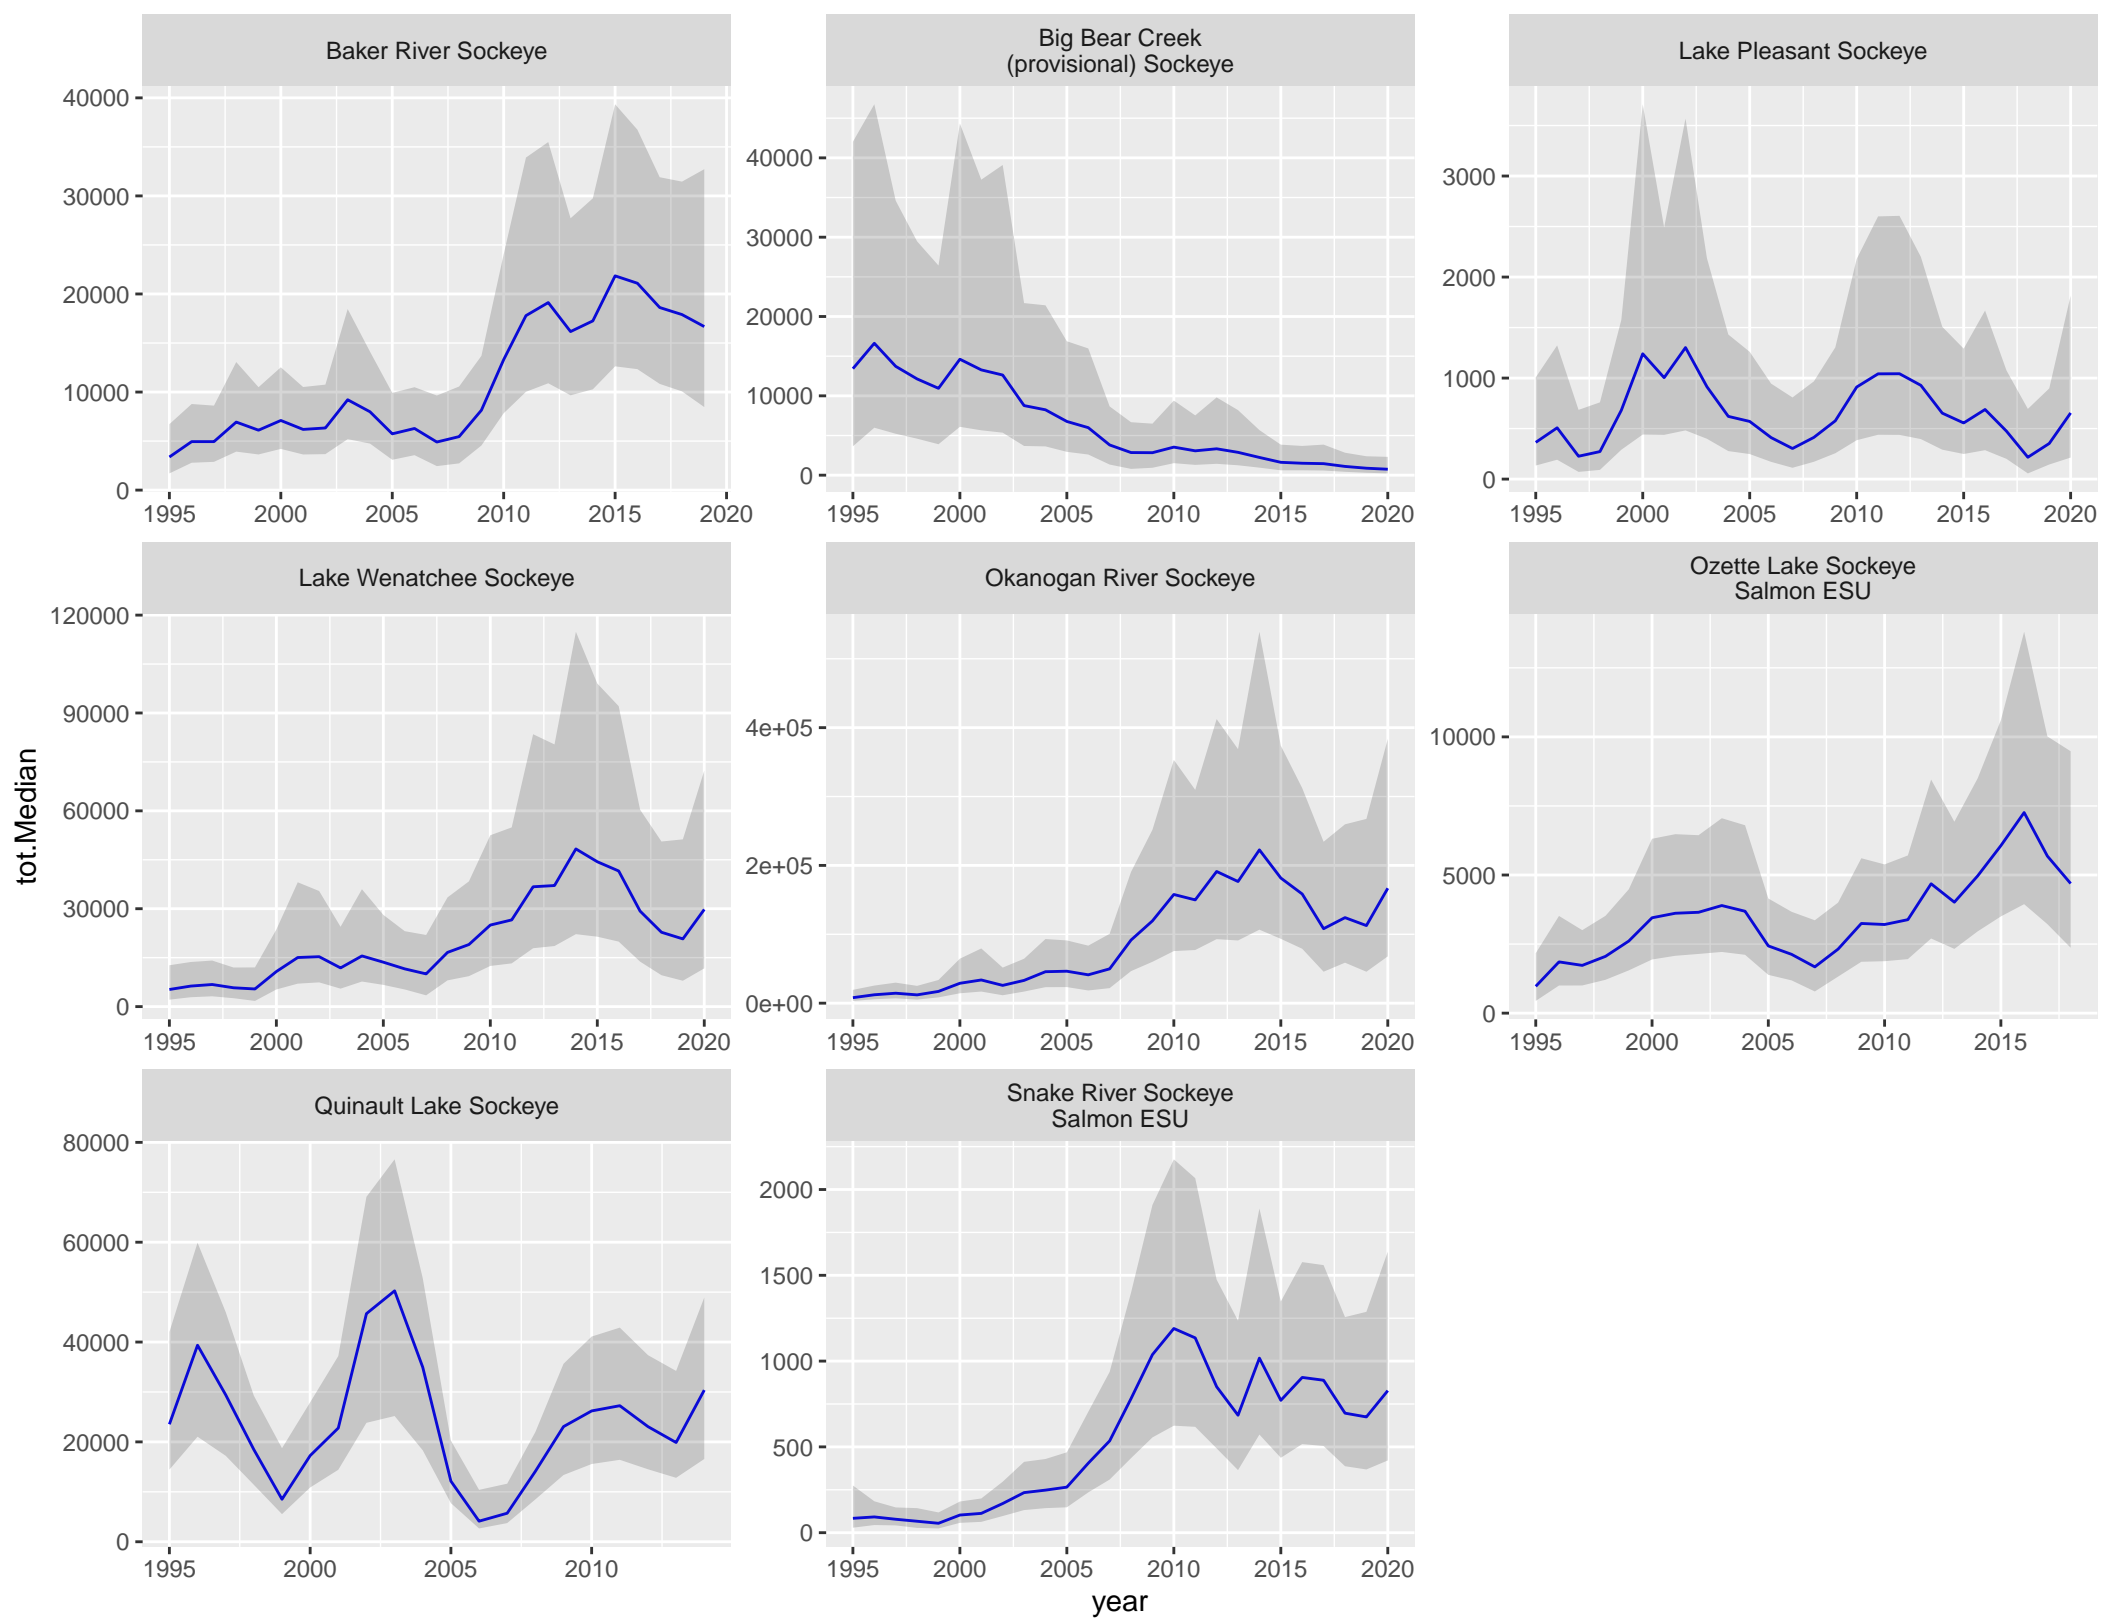 Baker River Sockeye
Big Bear Creek
(provisional) Sockeye
Lake Pleasant Sockeye
40000
30000
20000
10000
0
1995 2000 2005 2010 2015 2020
40000
30000
20000
10000
0
1995 2000 2005 2010 2015 2020
3000
2000
1000
0
1995 2000 2005 2010 2015 2020
Lake Wenatchee Sockeye
Okanogan River Sockeye
Ozette Lake Sockeye
Salmon ESU
tot.Median
120000
90000
60000
30000
0
1995 2000 2005 2010 2015 2020
4e+05
2e+05
0e+00
1995 2000 2005 2010 2015 2020
10000
5000
0
1995 2000 2005 2010 2015
Quinault Lake Sockeye
Snake River Sockeye
Salmon ESU
80000
60000
40000
20000
0
1995 2000 2005 2010
2000
1500
1000
500
0
1995 2000 2005 2010 2015 2020
year